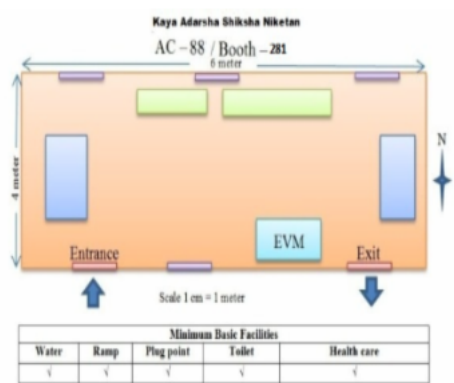 Kaya Adarsha Shiksha Niketan
AC - 88 / Booth - 281
6 meter
4 meter
N
EVM
Entrance
Exit
Scale 1 cm = 1 meter
Minimum Basic Facilities
Water Ramp Plug point Toilet Health care
√ √ √ √ √